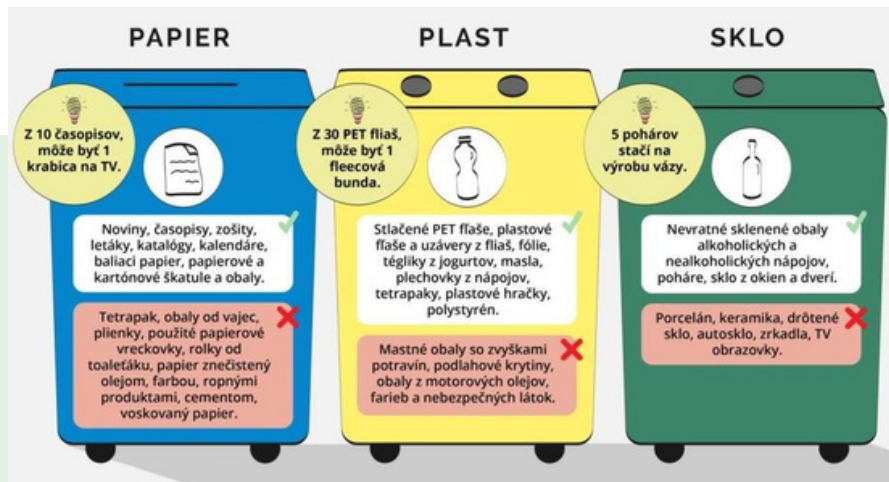 PAPIER
Z 10 časopisov,
môže byť 1
krabica na TV.
Noviny, časopisy, zošity,
letáky, katalógy, kalendáre,
baliaci papier, papierové a
kartónové škatule a obaly.
Tetrapak, obaly od vajec,
plienky, použité papierové
vreckovky, rolky od
toaleťáku, papier znečistený
olejom, farbou, ropnými
produktami, cementom,
voskovaný papier.
PLAST
Z 30 PET fliaš,
môže byť 1
fleecová
bunda.
Stlačené PET fľaše, plastové
fľaše a uzávery z fliaš, fólie,
tégliky z jogurtov, masla,
plechovky z nápojov,
tetrapaky, plastové hračky,
polystyrén.
Mastné obaly so zvyškami
potravín, podlahové krytiny,
obaly z motorových olejov,
farieb a nebezpečných látok.
SKLO
5 pohárov
stačí na
výrobu vázy.
Nevratné sklenené obaly
alkoholických a
nealkoholických nápojov,
poháre, sklo z okien a dverí.
Porcelán, keramika, drôtené
sklo, autosklo, zrkadla, TV
obrazovky.